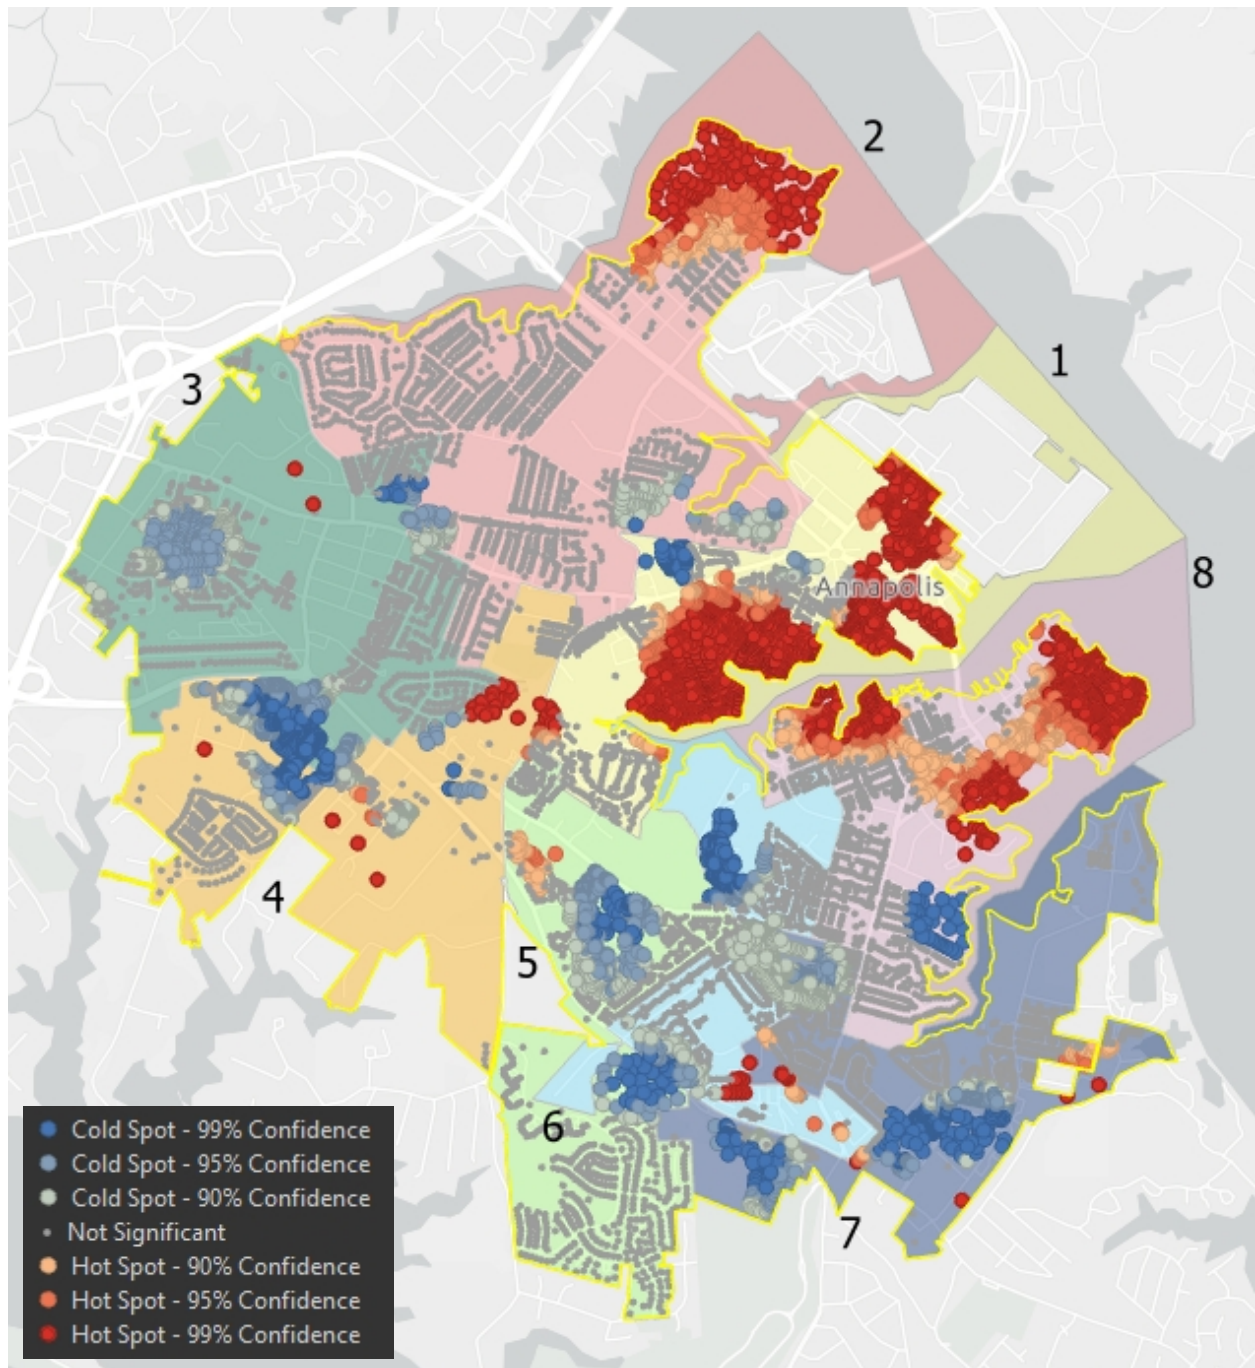 2
1
3
8
Annapolis
4
5
6
7
Cold Spot - 99% Confidence
Cold Spot - 95% Confidence
Cold Spot - 90% Confidence
Not Significant
Hot Spot - 90% Confidence
Hot Spot - 95% Confidence
Hot Spot - 99% Confidence